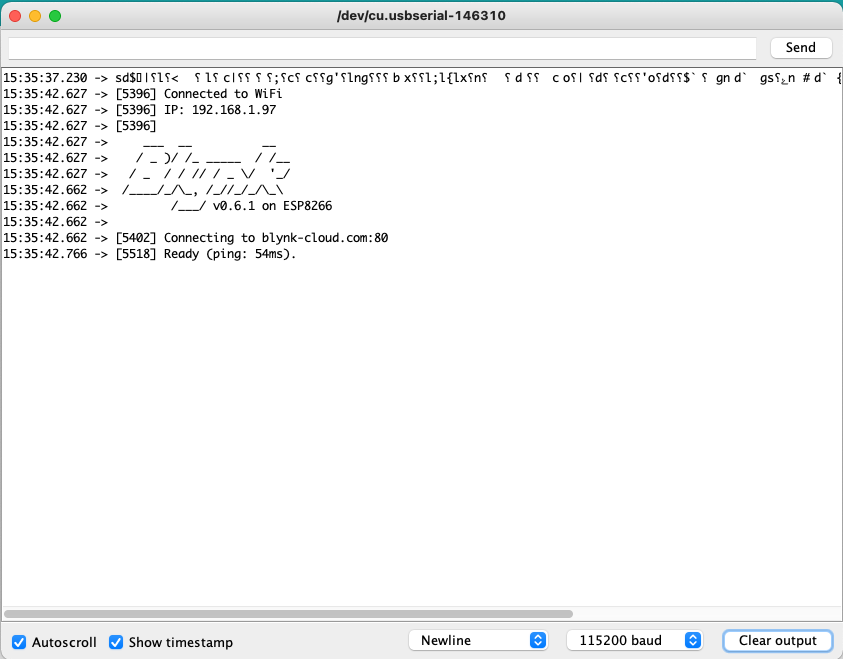 /dev/cu.usbserial-146310
Send
15:35:37.230 ->
15:35:42.627 -> [5396] Connected to WiFi
15:35:42.627 -> [5396] IP: 192.168.1.97
15:35:42.627 -> [5396]
15:35:42.627 ->     ___  __          __
15:35:42.627 ->    / _ )/ /_ _____  / /__
15:35:42.627 ->   / _  / / // / _ \/  '_/
15:35:42.662 ->  /____/_/\_, /_//_/_/\_\
15:35:42.662 ->         /___/ v0.6.1 on ESP8266
15:35:42.662 ->
15:35:42.662 -> [5402] Connecting to blynk-cloud.com:80
15:35:42.766 -> [5518] Ready (ping: 54ms).
Autoscroll Show timestamp Newline 115200 baud Clear output